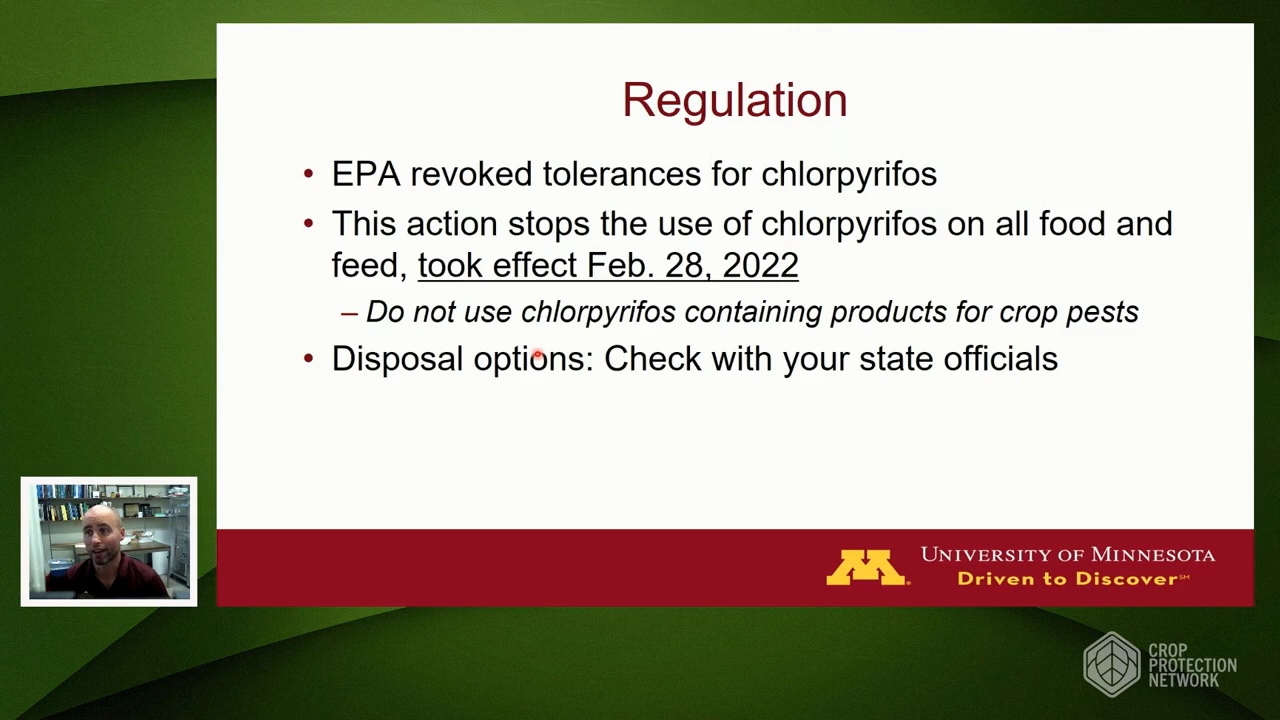 Regulation
• EPA revoked tolerances for chlorpyrifos
• This action stops the use of chlorpyrifos on all food and
feed, took effect Feb. 28, 2022
– Do not use chlorpyrifos containing products for crop pests
• Disposal options: Check with your state officials
M
UNIVERSITY OF MINNESOTA
Driven to Discover℠
CROP
PROTECTION
NETWORK